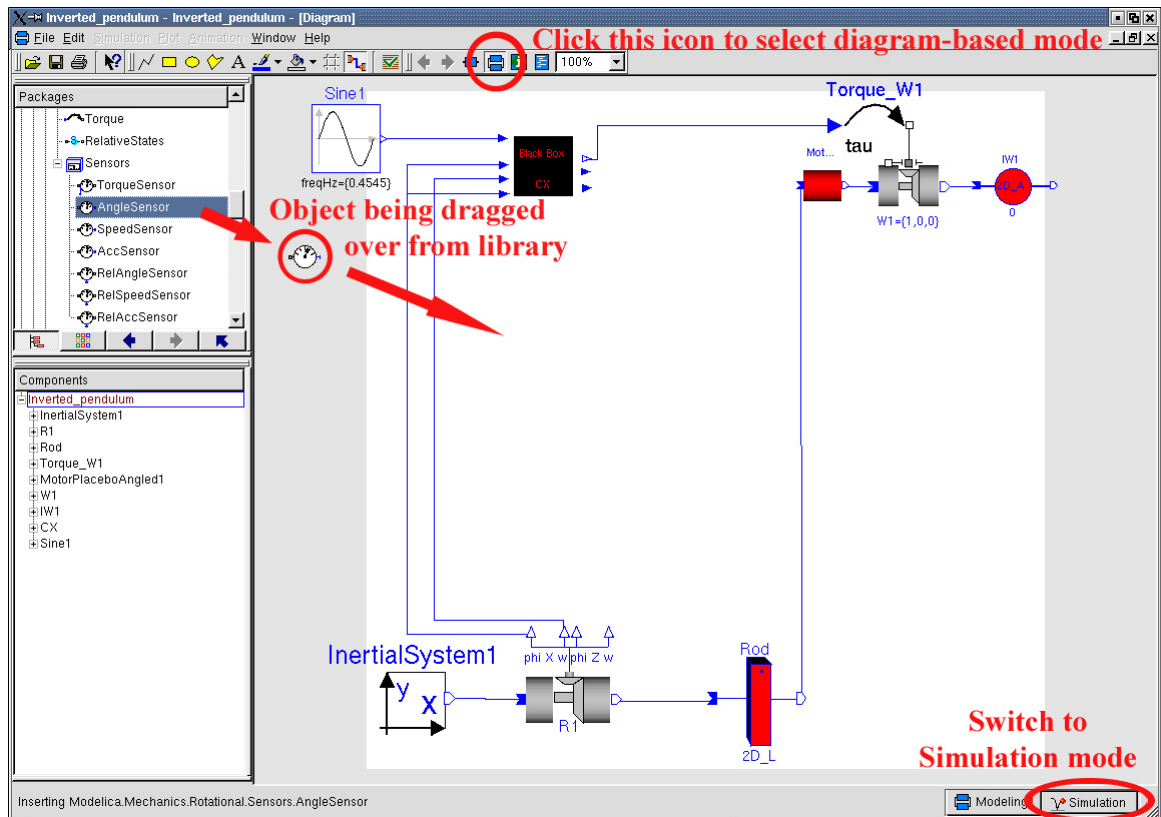 Inverted_pendulum - Inverted_pendulum - [Diagram]
File Edit Simulation Plot Animation Window Help
Click this icon to select diagram-based mode
A
100%
Packages
Torque
RelativeStates
Sensors
TorqueSensor
AngleSensor
SpeedSensor
AccSensor
RelAngleSensor
RelSpeedSensor
RelAccSensor
Components
Inverted_pendulum
InertialSystem1
R1
Rod
Torque_W1
MotorPlaceboAngled1
W1
IW1
CX
Sine1
Sine1
freqHz={0.4545}
Object being dragged
over from library
Black Box
CX
Torque_W1
tau
Mot...
W1={1,0,0}
IW1
2D_A
0
phi X w phi Z w
InertialSystem1
y
x
R1
Rod
2D_L
Switch to
Simulation mode
Inserting Modelica.Mechanics.Rotational.Sensors.AngleSensor
Modeling
Simulation